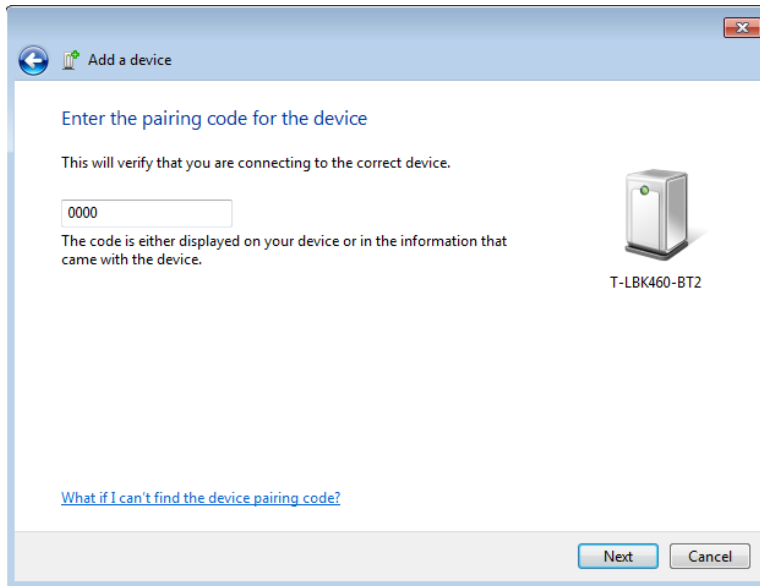 Add a device
Enter the pairing code for the device
This will verify that you are connecting to the correct device.
0000
The code is either displayed on your device or in the information that
came with the device.
T-LBK460-BT2
What if I can't find the device pairing code?
Next
Cancel